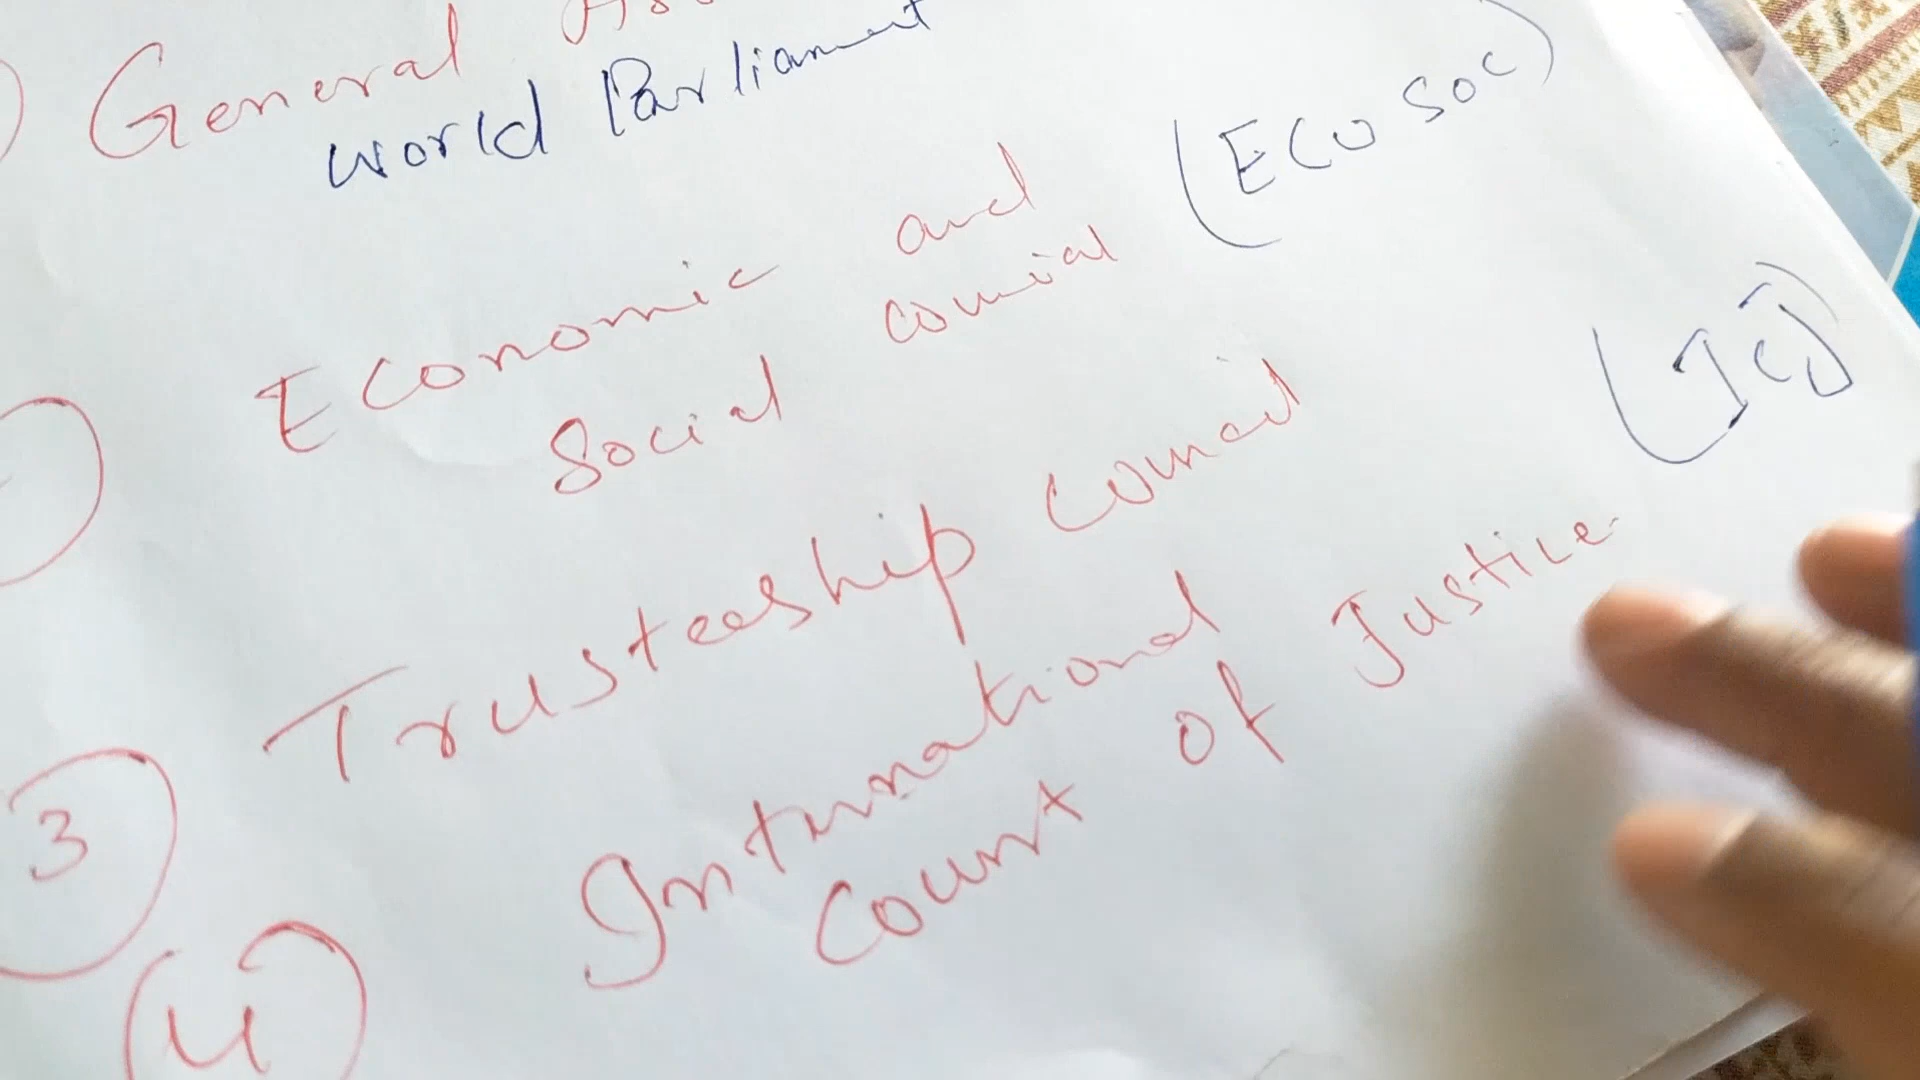 General
World Parliament
Economic and
Social council (ECOSOC)
3 Trusteeship council
(4) International
Court of Justice (ICJ)